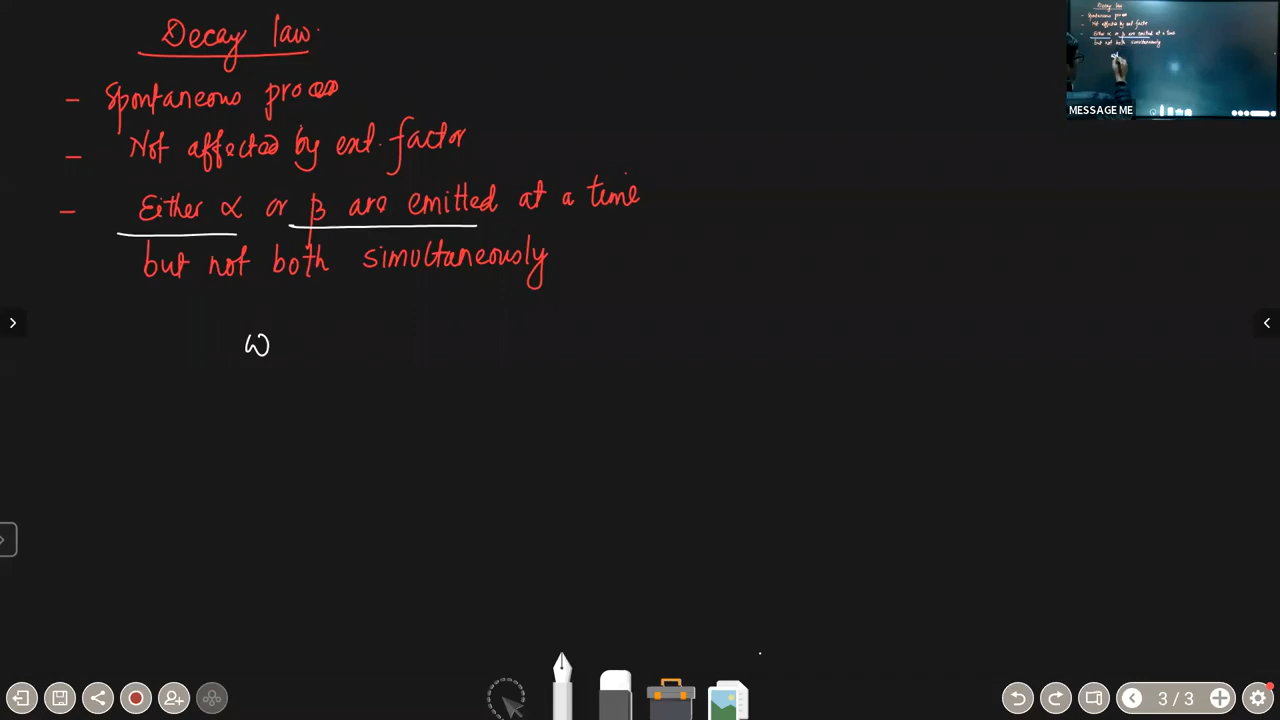 Decay law.
- Spontaneous process
- Not affected by ext. factor
- Either α or β are emitted at a time
but not both simultaneously
ω
MESSAGE ME
3/3